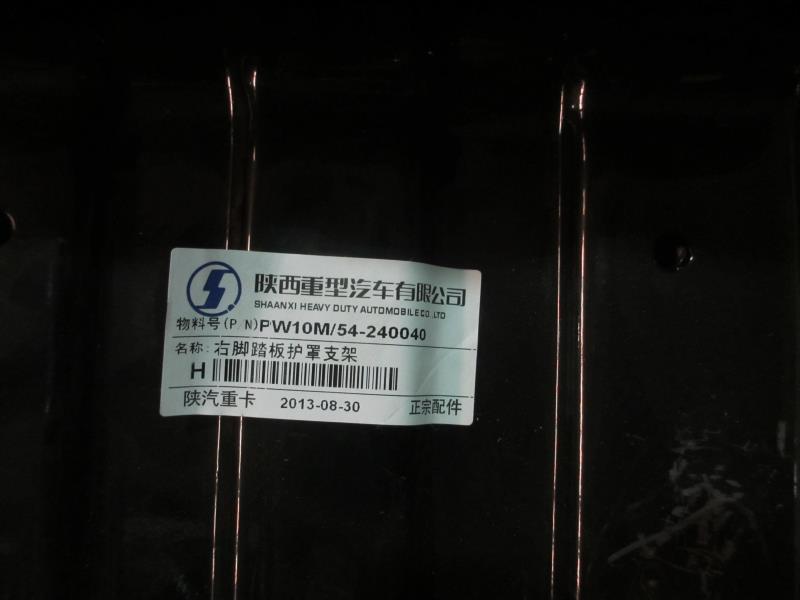 陕西重型汽车有限公司
SHAANXI HEAVY DUTY AUTOMOBILE CO.,LTD
物料号(P/N)PW10M/54-240040
名称:右脚踏板护罩支架
H
陕汽重卡 2013-08-30 正宗配件